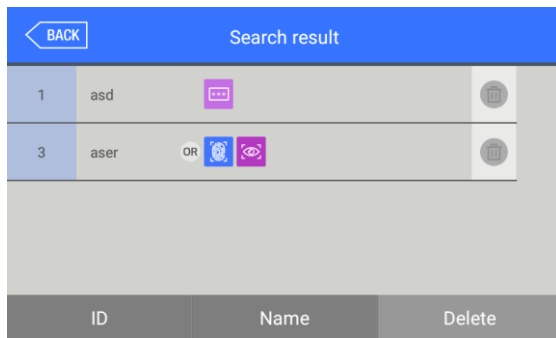 BACK Search result
1 asd
3 aser OR
ID Name Delete